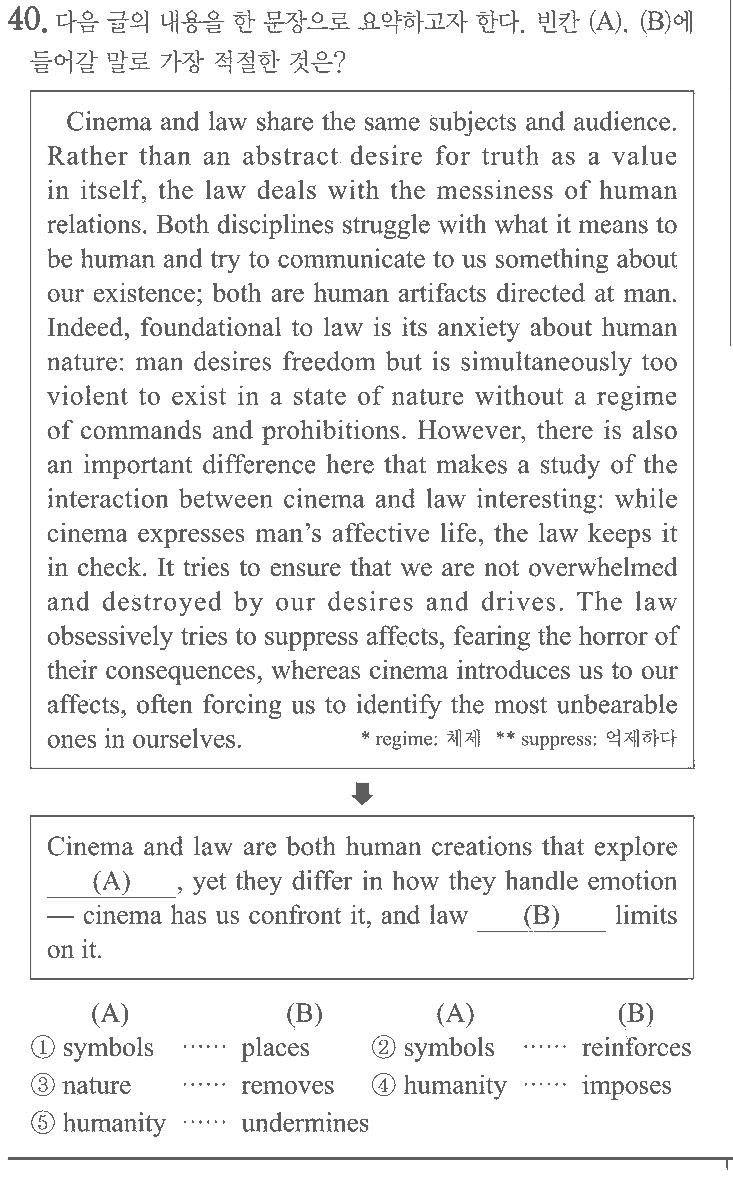 40. 다음 글의 내용을 한 문장으로 요약하고자 한다. 빈칸 (A), (B)에
들어갈 말로 가장 적절한 것은?
Cinema and law share the same subjects and audience.
Rather than an abstract desire for truth as a value
in itself, the law deals with the messiness of human
relations. Both disciplines struggle with what it means to
be human and try to communicate to us something about
our existence; both are human artifacts directed at man.
Indeed, foundational to law is its anxiety about human
nature: man desires freedom but is simultaneously too
violent to exist in a state of nature without a regime
of commands and prohibitions. However, there is also
an important difference here that makes a study of the
interaction between cinema and law interesting: while
cinema expresses man's affective life, the law keeps it
in check. It tries to ensure that we are not overwhelmed
and destroyed by our desires and drives. The law
obsessively tries to suppress affects, fearing the horror of
their consequences, whereas cinema introduces us to our
affects, often forcing us to identify the most unbearable
ones in ourselves. * regime: 체제 ** suppress: 억제하다
Cinema and law are both human creations that explore
(A) , yet they differ in how they handle emotion
— cinema has us confront it, and law (B) limits
on it.
(A) (B) (A) (B)
① symbols ⋯⋯ places ② symbols ⋯⋯ reinforces
③ nature ⋯⋯ removes ④ humanity ⋯⋯ imposes
⑤ humanity ⋯⋯ undermines